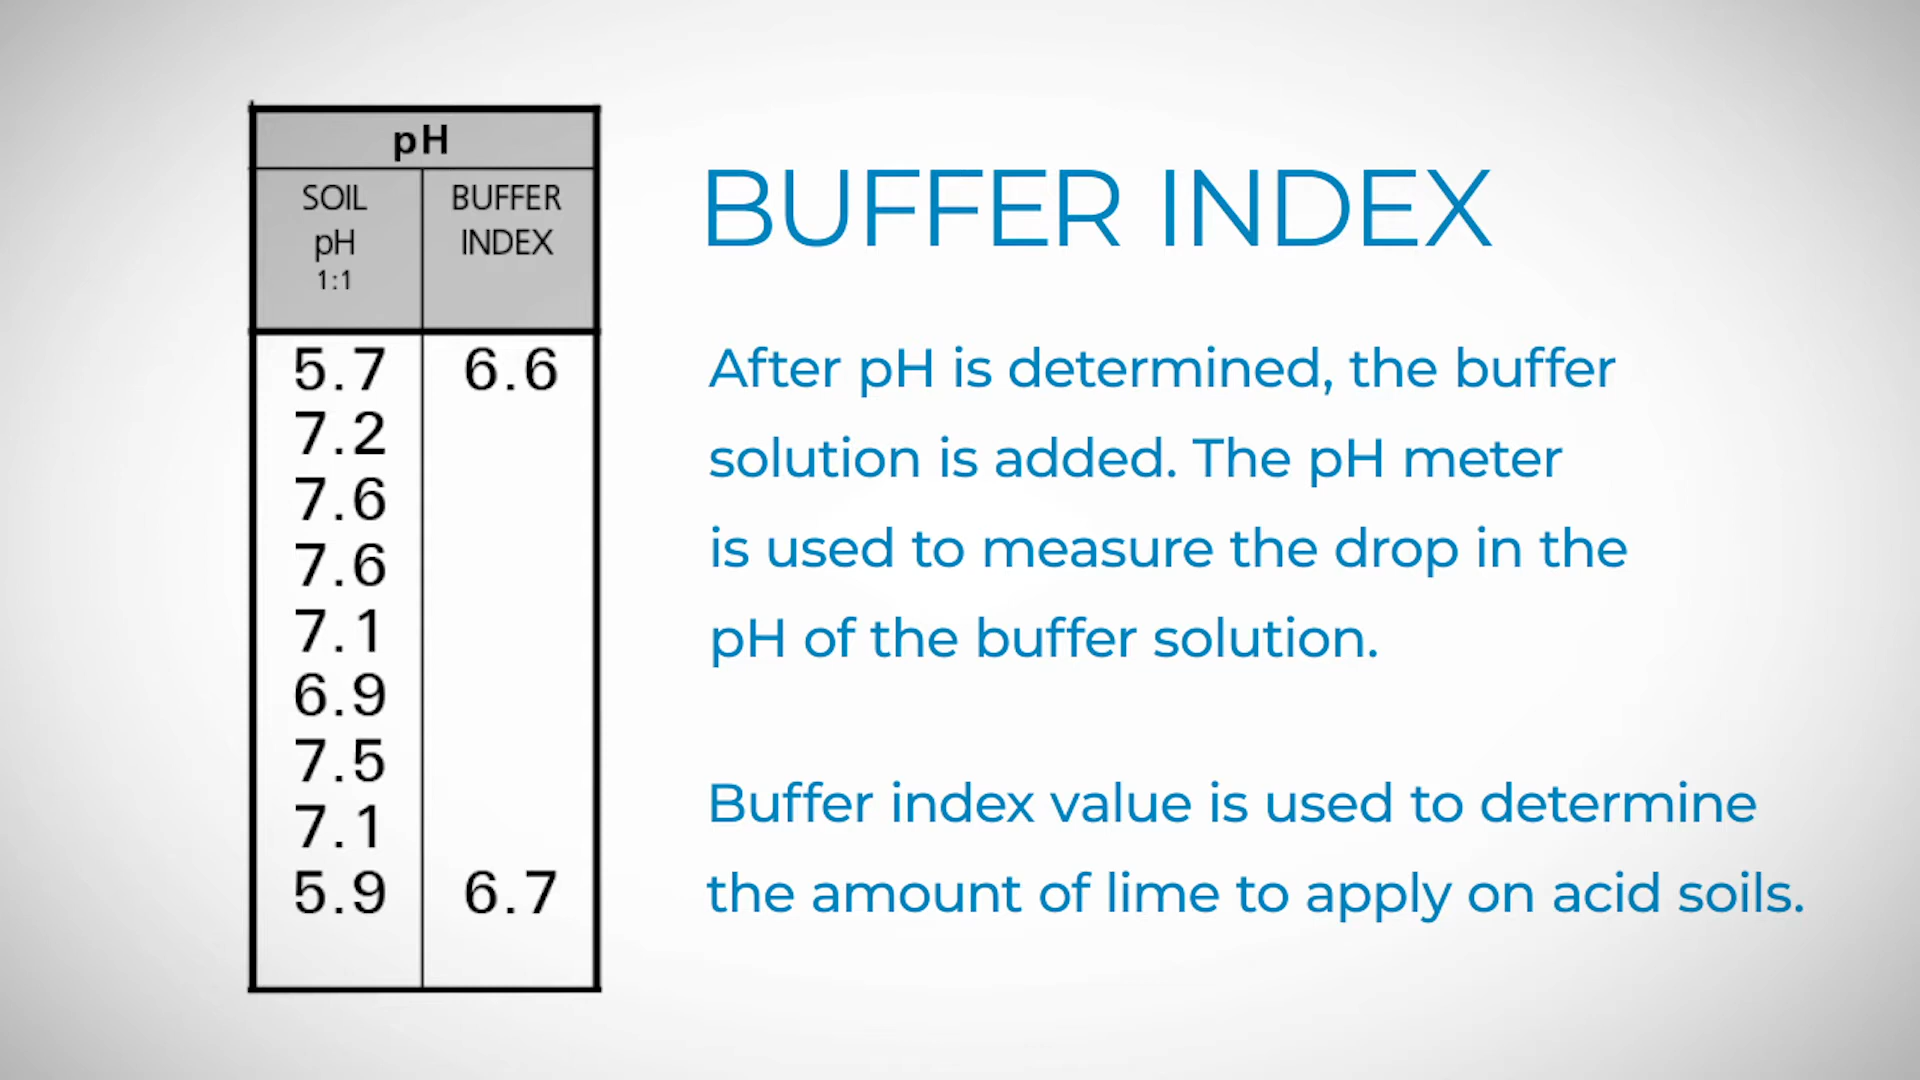 pH
SOIL
pH
1:1
BUFFER
INDEX
5.7 6.6
7.2
7.6
7.6
7.1
6.9
7.5
7.1
5.9 6.7
BUFFER INDEX
After pH is determined, the buffer
solution is added. The pH meter
is used to measure the drop in the
pH of the buffer solution.
Buffer index value is used to determine
the amount of lime to apply on acid soils.